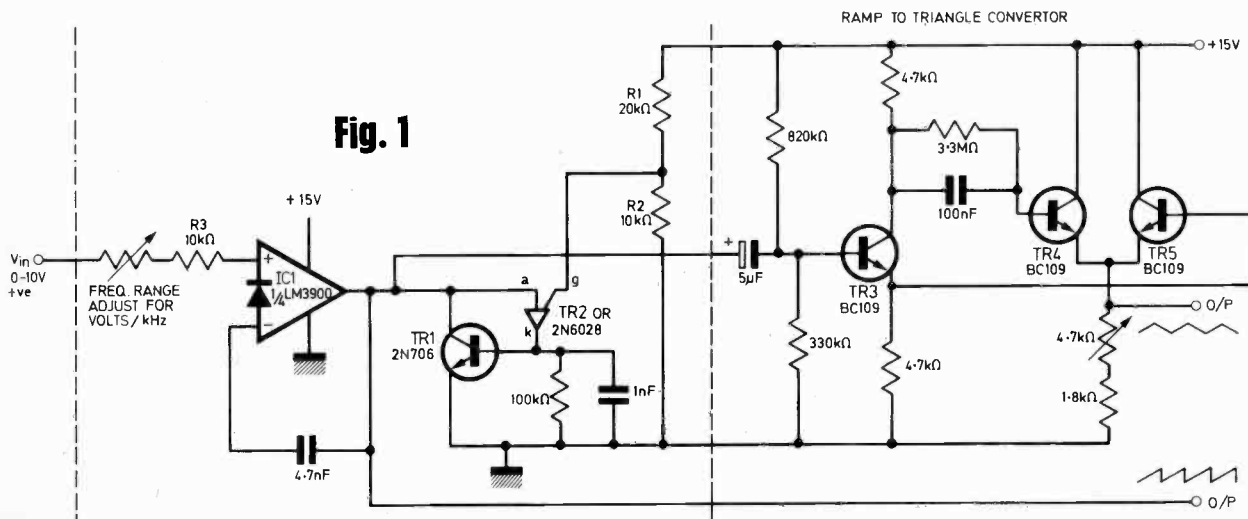 RAMP TO TRIANGLE CONVERTOR
+15V
4·7kΩ
R1
20kΩ
Fig. 1
820kΩ
3·3MΩ
+15V
R2
10kΩ
100nF
R3
10kΩ
Vin
0-10V
+ve
FREQ. RANGE
ADJUST FOR
VOLTS/kHz
+
IC1
¼LM3900
−
a
g
k
TR2 OR
2N6028
+
5µF
TR3
BC109
TR4
BC109
TR5
BC109
O/P
TR1
2N706
100kΩ
1nF
330kΩ
4·7kΩ
4·7kΩ
1·8kΩ
4·7nF
O/P